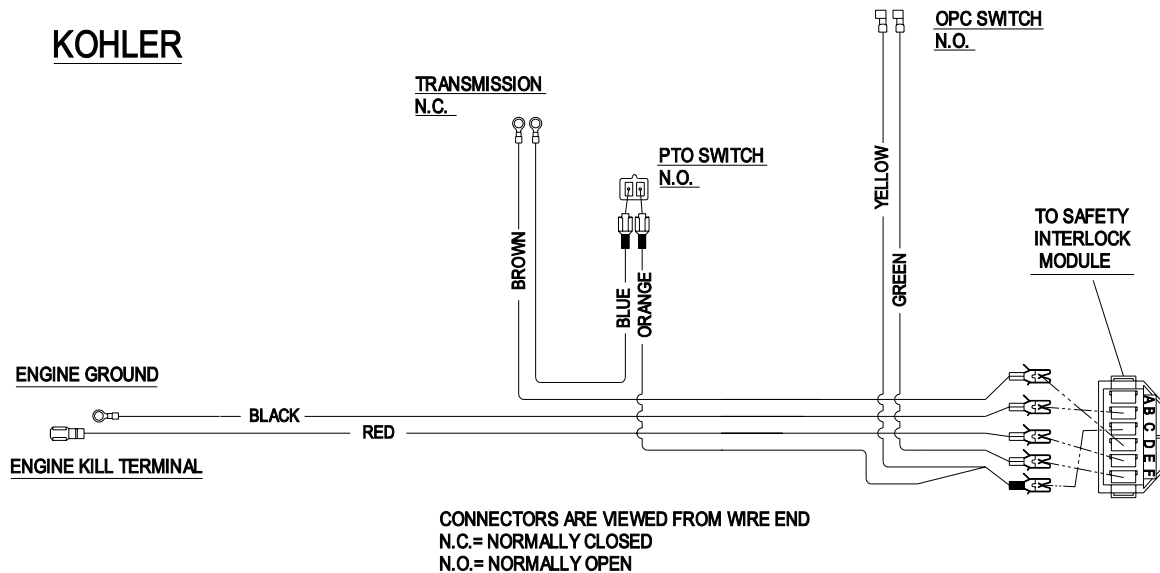 KOHLER
OPC SWITCH
N.O.
TRANSMISSION
N.C.
PTO SWITCH
N.O.
YELLOW
TO SAFETY
INTERLOCK
MODULE
BROWN
BLUE
ORANGE
GREEN
ENGINE GROUND
BLACK
RED
ENGINE KILL TERMINAL
A
B
C
D
E
F
CONNECTORS ARE VIEWED FROM WIRE END
N.C.= NORMALLY CLOSED
N.O.= NORMALLY OPEN